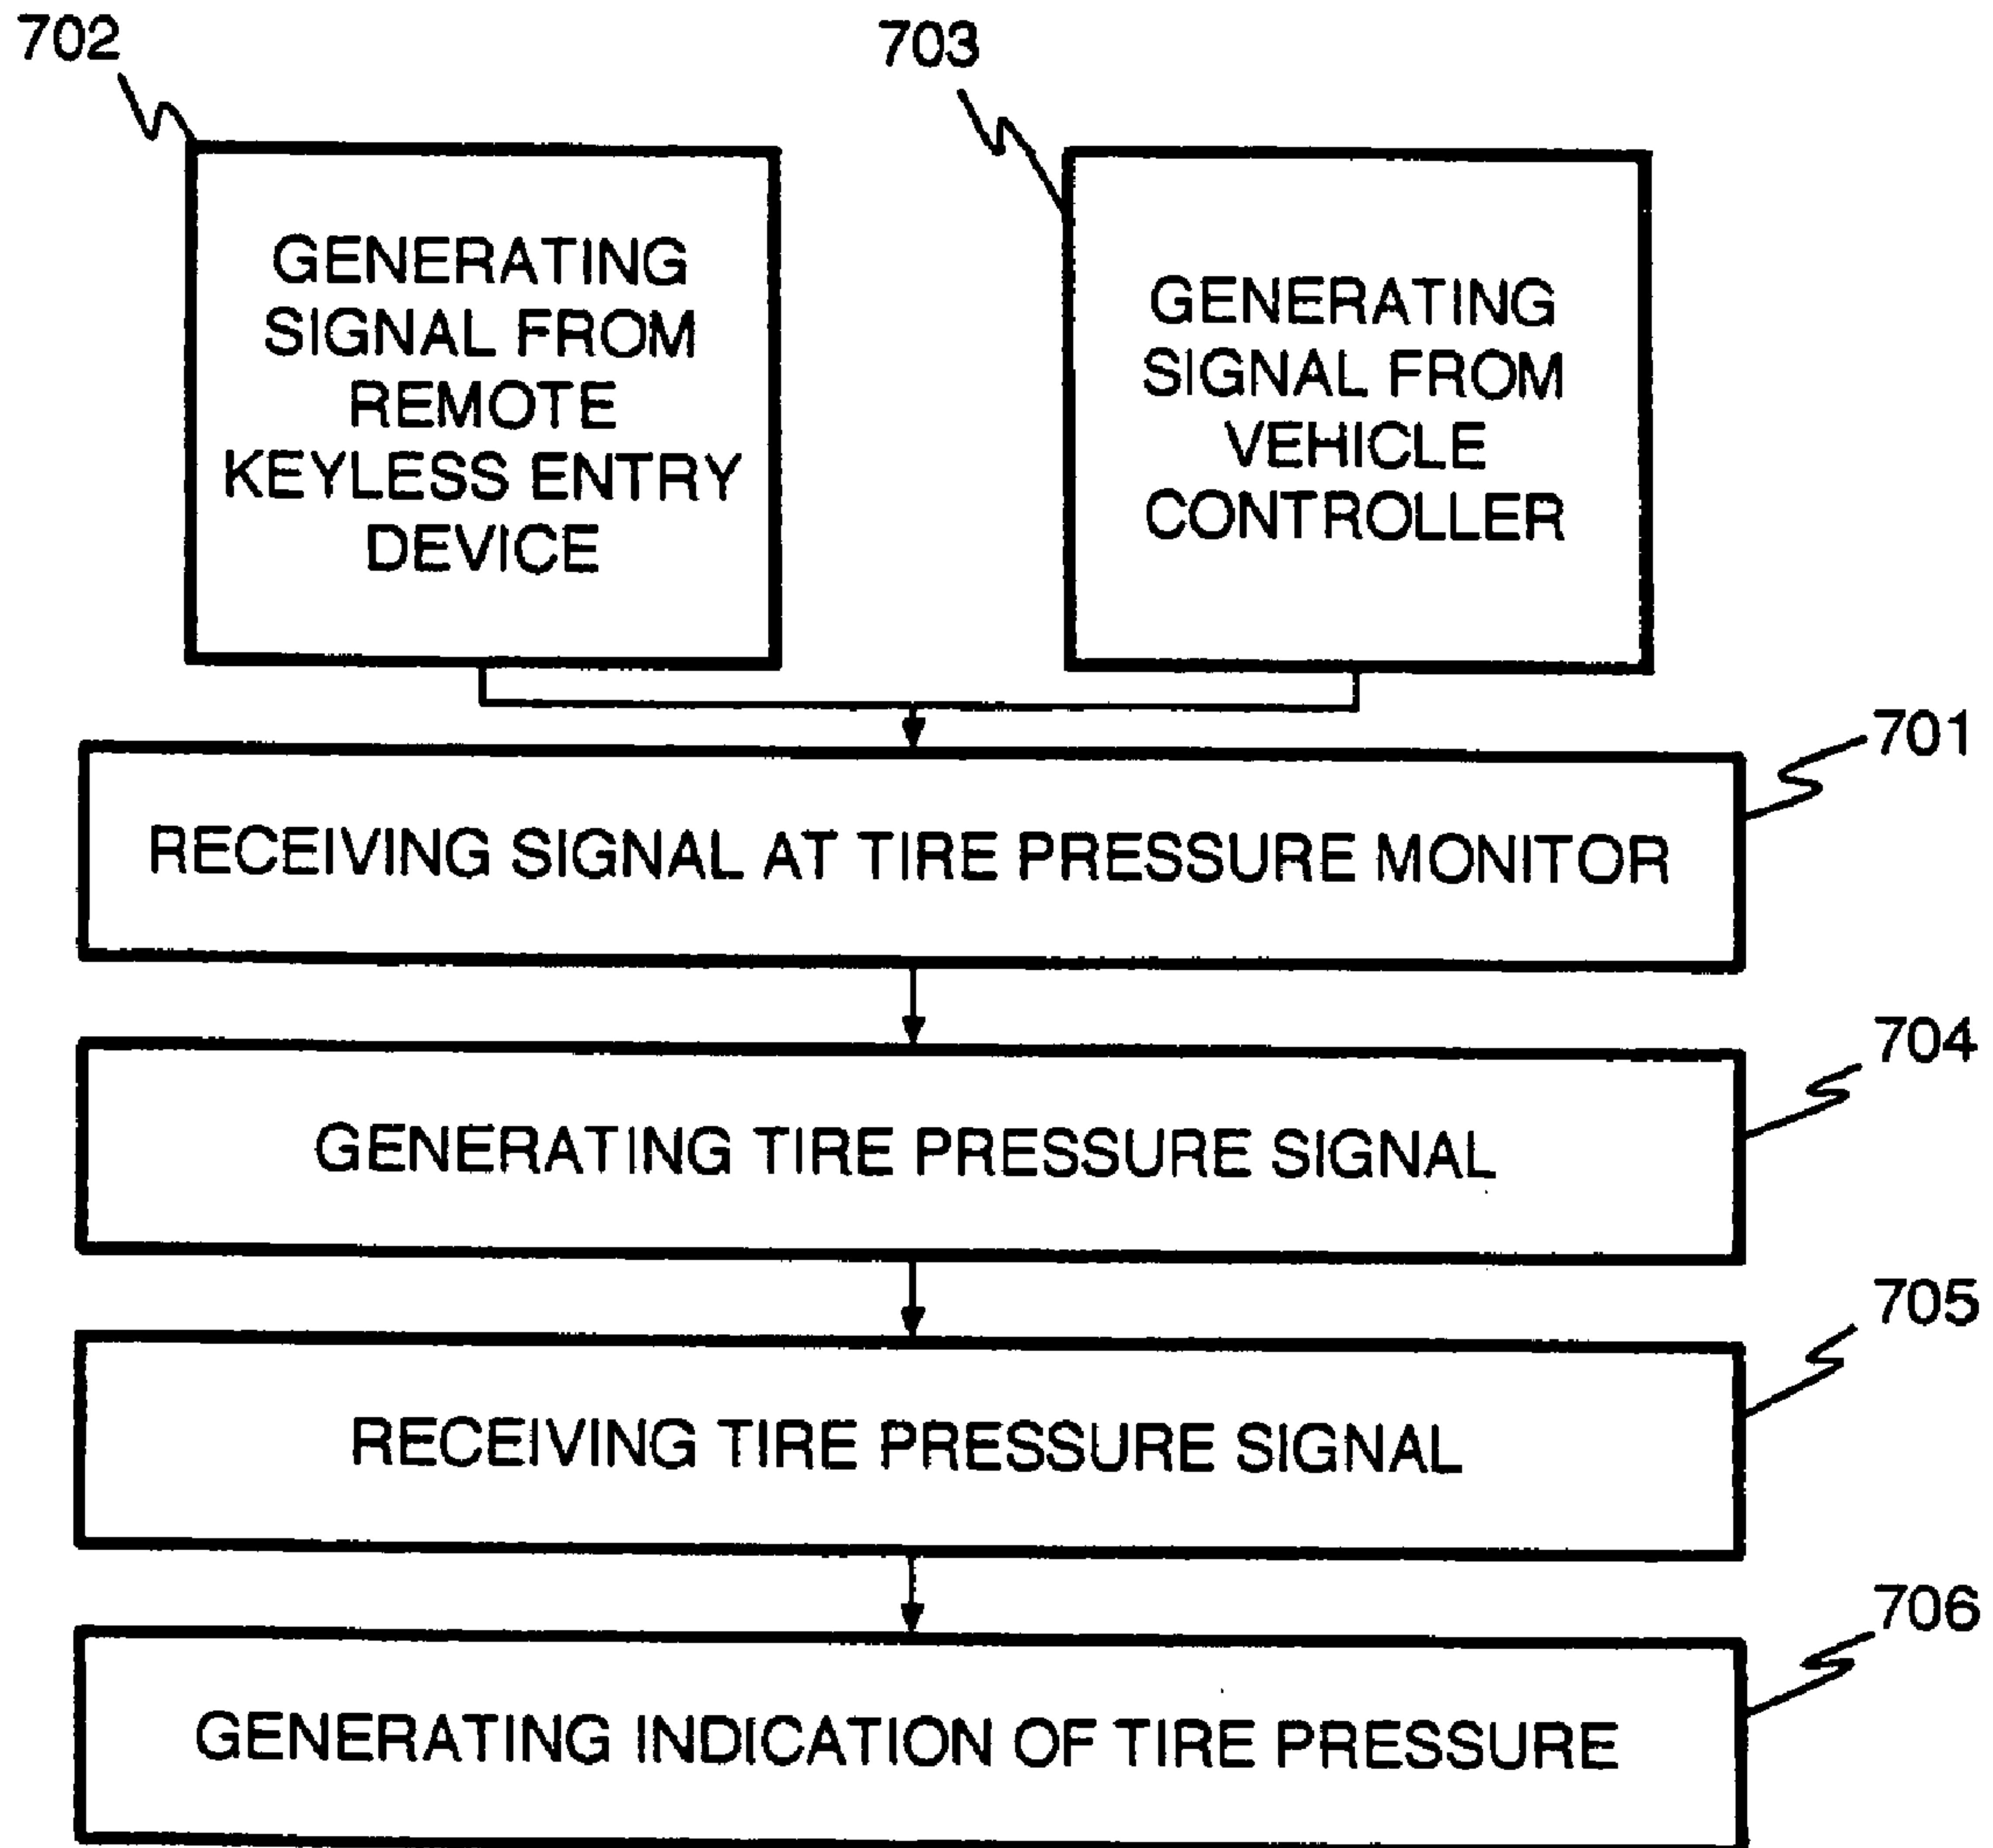 702
703
GENERATING
SIGNAL FROM
REMOTE
KEYLESS ENTRY
DEVICE
GENERATING
SIGNAL FROM
VEHICLE
CONTROLLER
701
RECEIVING SIGNAL AT TIRE PRESSURE MONITOR
704
GENERATING TIRE PRESSURE SIGNAL
705
RECEIVING TIRE PRESSURE SIGNAL
706
GENERATING INDICATION OF TIRE PRESSURE